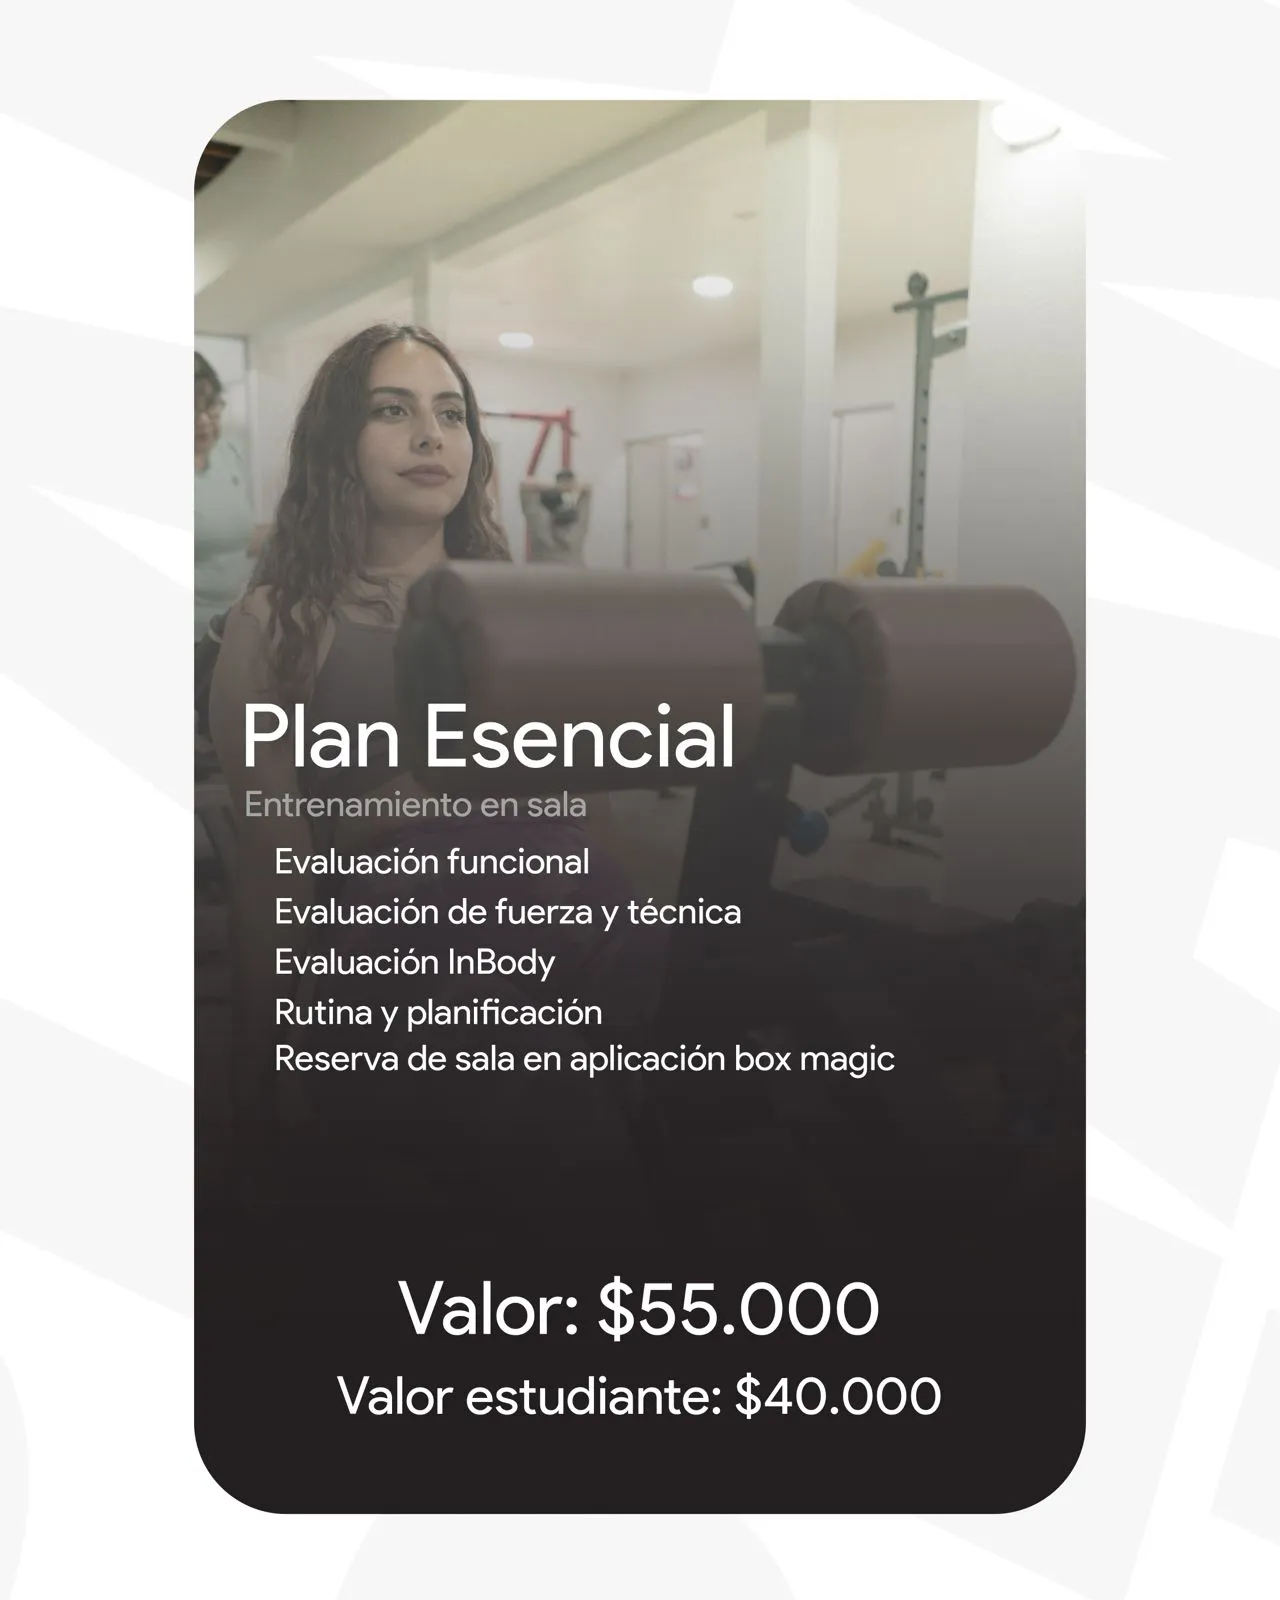 Plan Esencial
Entrenamiento en sala
Evaluación funcional
Evaluación de fuerza y técnica
Evaluación InBody
Rutina y planificación
Reserva de sala en aplicación box magic
Valor: $55.000
Valor estudiante: $40.000